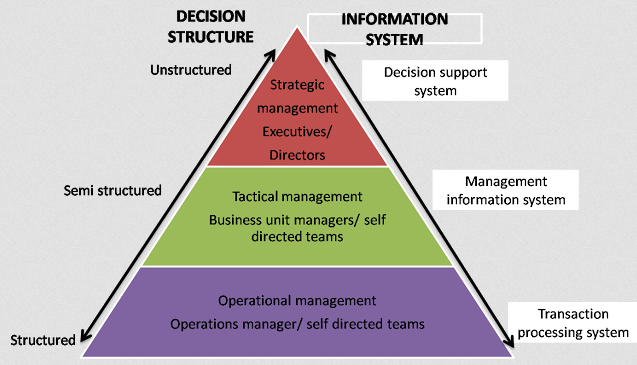 DECISION
STRUCTURE
INFORMATION
SYSTEM
Unstructured
Decision support
system
Strategic
management
Executives/
Directors
Semi structured
Management
information system
Tactical management
Business unit managers/ self
directed teams
Operational management
Operations manager/ self directed teams
Structured
Transaction
processing system